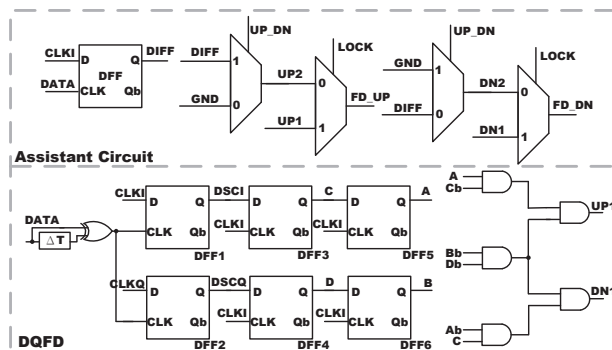 UP_DN
UP_DN
CLKI D Q DIFF DIFF 1 LOCK GND 1 LOCK
DFF
DATA CLK Qb UP2 0 DN2 0
GND 0 FD_UP DIFF 0 FD_DN
UP1 1 DN1 1
Assistant Circuit
CLKI D Q DSCI D Q C D Q A
A
Cb
UP1
DATA
ΔT
CLK Qb CLKI CLK Qb CLKI CLK Qb
DFF1 DFF3 DFF5
Bb
Db
CLKQ D Q DSCQ D Q D D Q B
DN1
CLK Qb CLKI CLK Qb CLKI CLK Qb
Ab
C
DQFD DFF2 DFF4 DFF6